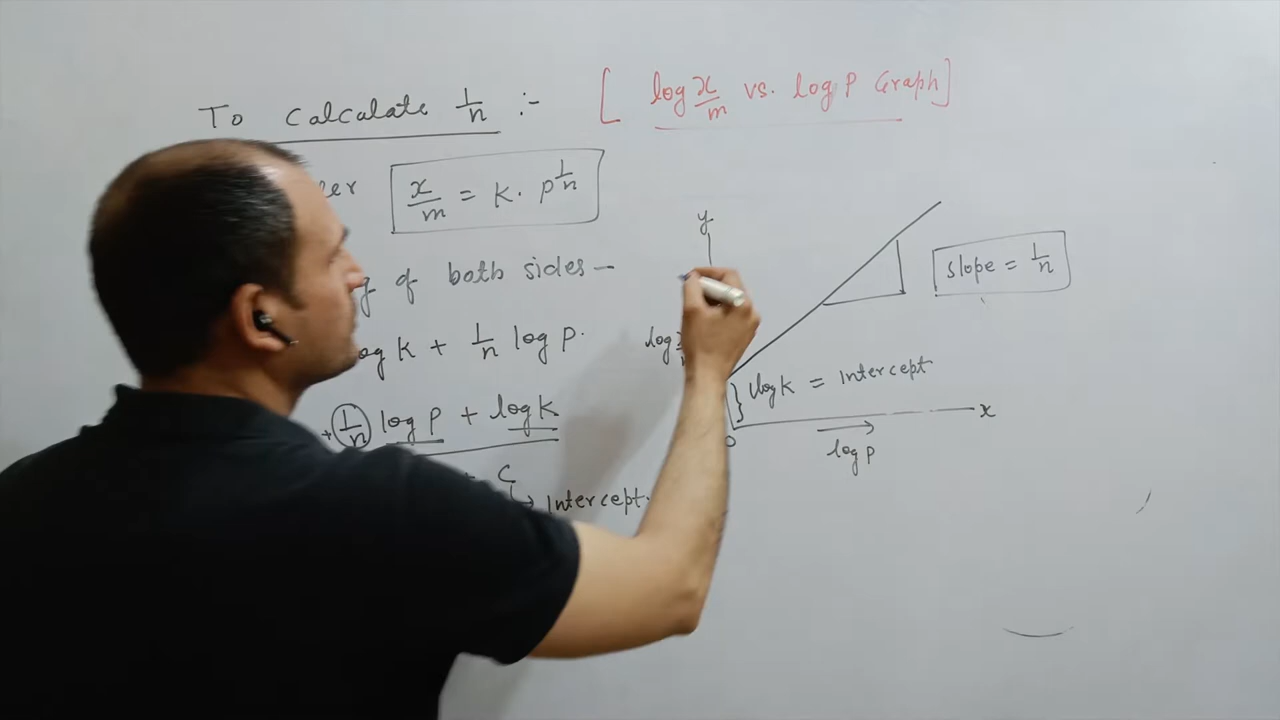 To Calculate 1/n :- [ log x/m vs. log P Graph]
x/m = K. P^1/n
of both sides -
K + 1/n log P.
+ 1/n log P + log K
+ C
→ Intercept.
y
slope = 1/n
log
} log K = Intercept
x
0
log P